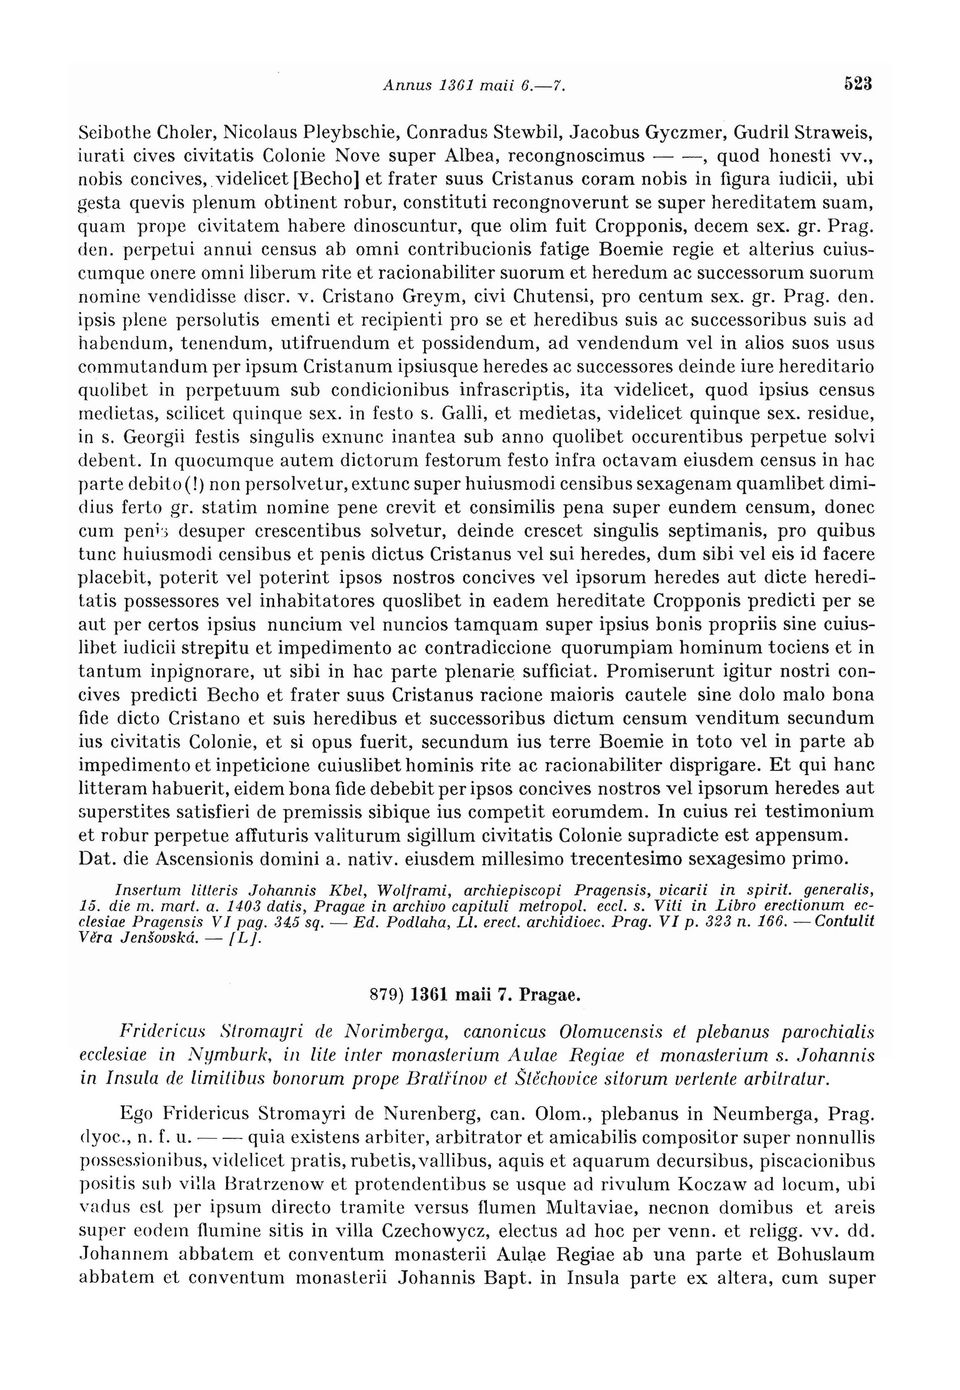 Annus 1361 maii 6.—7. 523
Seibothe Choler, Nicolaus Pleybschie, Conradus Stewbil, Jacobus Gyczmer, Gudril Straweis,
iurati cives civitatis Colonie Nove super Albea, recongnoscimus — —, quod honesti vv.,
nobis concives, videlicet [Becho] et frater suus Cristanus coram nobis in figura iudicii, ubi
gesta quevis plenum obtinent robur, constituti recongnoverunt se super hereditatem suam,
quam prope civitatem habere dinoscuntur, que olim fuit Cropponis, decem sex. gr. Prag.
den. perpetui annui census ab omni contribucionis fatige Boemie regie et alterius cuius-
cumque onere omni liberum rite et racionabiliter suorum et heredum ac successorum suorum
nomine vendidisse discr. v. Cristano Greym, civi Chutensi, pro centum sex. gr. Prag. den.
ipsis plene persolutis ementi et recipienti pro se et heredibus suis ac successoribus suis ad
habendum, tenendum, utifruendum et possidendum, ad vendendum vel in alios suos usus
commutandum per ipsum Cristanum ipsiusque heredes ac successores deinde iure hereditario
quolibet in perpetuum sub condicionibus infrascriptis, ita videlicet, quod ipsius census
medietas, scilicet quinque sex. in festo s. Galli, et medietas, videlicet quinque sex. residue,
in s. Georgii festis singulis exnunc inantea sub anno quolibet occurentibus perpetue solvi
debent. In quocumque autem dictorum festorum festo infra octavam eiusdem census in hac
parte debito(!) non persolvetur, extunc super huiusmodi censibus sexagenam quamlibet dimi-
dius ferto gr. statim nomine pene crevit et consimilis pena super eundem censum, donec
cum penis desuper crescentibus solvetur, deinde crescet singulis septimanis, pro quibus
tunc huiusmodi censibus et penis dictus Cristanus vel sui heredes, dum sibi vel eis id facere
placebit, poterit vel poterint ipsos nostros concives vel ipsorum heredes aut dicte heredi-
tatis possessores vel inhabitatores quoslibet in eadem hereditate Cropponis predicti per se
aut per certos ipsius nuncium vel nuncios tamquam super ipsius bonis propriis sine cuius-
libet iudicii strepitu et impedimento ac contradiccione quorumpiam hominum tociens et in
tantum inpignorare, ut sibi in hac parte plenarie sufficiat. Promiserunt igitur nostri con-
cives predicti Becho et frater suus Cristanus racione maioris cautele sine dolo malo bona
fide dicto Cristano et suis heredibus et successoribus dictum censum venditum secundum
ius civitatis Colonie, et si opus fuerit, secundum ius terre Boemie in toto vel in parte ab
impedimento et inpeticione cuiuslibet hominis rite ac racionabiliter disprigare. Et qui hanc
litteram habuerit, eidem bona fide debebit per ipsos concives nostros vel ipsorum heredes aut
superstites satisfieri de premissis sibique ius competit eorumdem. In cuius rei testimonium
et robur perpetue affuturis valiturum sigillum civitatis Colonie supradicte est appensum.
Dat. die Ascensionis domini a. nativ. eiusdem millesimo trecentesimo sexagesimo primo.
Insertum litteris Johannis Kbel, Wolframi, archiepiscopi Pragensis, vicarii in spirit. generalis,
15. die m. mart. a. 1403 datis, Pragae in archivo capituli metropol. eccl. s. Viti in Libro erectionum ec-
clesiae Pragensis VI pag. 345 sq. — Ed. Podlaha, Ll. erect. archidioec. Prag. VI p. 323 n. 166. — Contulit
Věra Jenšovská. — [L].
879) 1361 maii 7. Pragae.
Fridericus Stromayri de Norimberga, canonicus Olomucensis et plebanus parochialis
ecclesiae in Nymburk, in lite inter monasterium Aulae Regiae et monasterium s. Johannis
in Insula de limitibus bonorum prope Bratřínov et Štěchovice sitorum vertente arbitratur.
Ego Fridericus Stromayri de Nurenberg, can. Olom., plebanus in Neumberga, Prag.
dyoc., n. f. u. — — quia existens arbiter, arbitrator et amicabilis compositor super nonnullis
possessionibus, videlicet pratis, rubetis, vallibus, aquis et aquarum decursibus, piscacionibus
positis sub villa Bratrzenow et protendentibus se usque ad rivulum Koczaw ad locum, ubi
vadus est per ipsum directo tramite versus flumen Multaviae, necnon domibus et areis
super eodem flumine sitis in villa Czechowycz, electus ad hoc per venn. et religg. vv. dd.
Johannem abbatem et conventum monasterii Aulae Regiae ab una parte et Bohuslaum
abbatem et conventum monasterii Johannis Bapt. in Insula parte ex altera, cum super